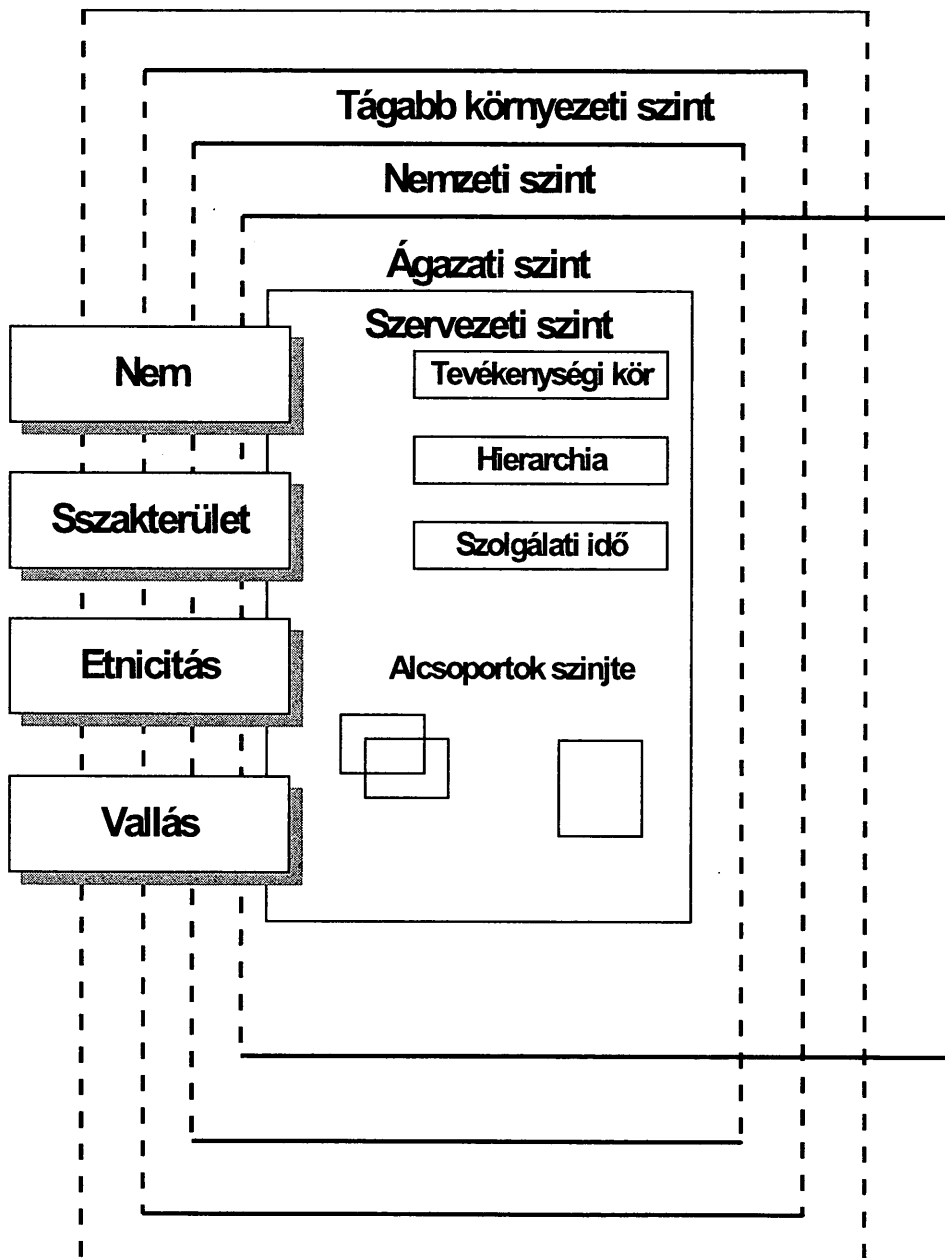 Tágabb környezeti szint
Nemzeti szint
Ágazati szint
Szervezeti szint
Nem
Tevékenységi kör
Hierarchia
Sszakterület
Szolgálati idő
Etnicitás
Alcsoportok szinjte
Vallás